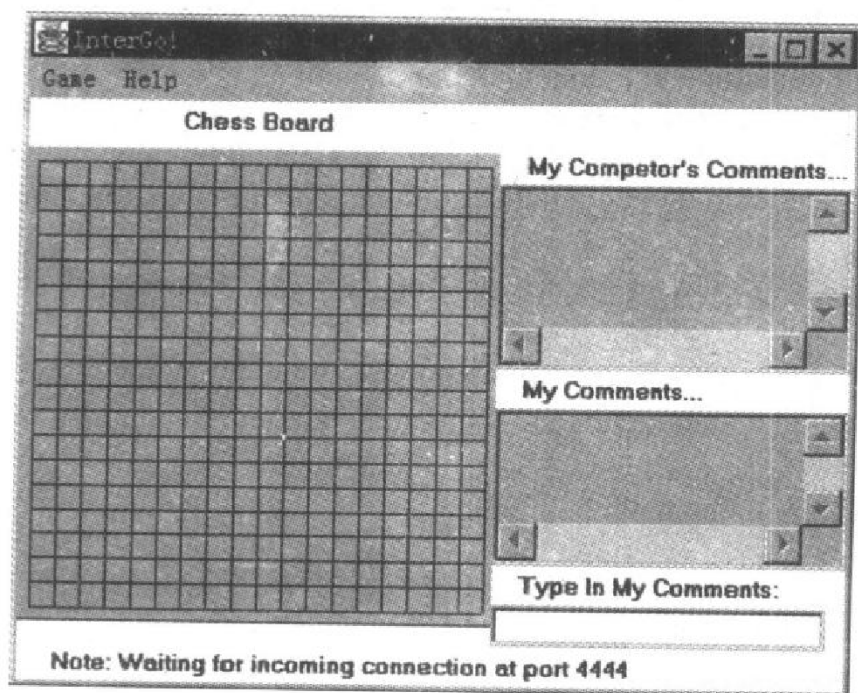 InterGo!
Game Help
Chess Board
My Competor's Comments...
My Comments...
Type In My Comments:
Note: Waiting for incoming connection at port 4444